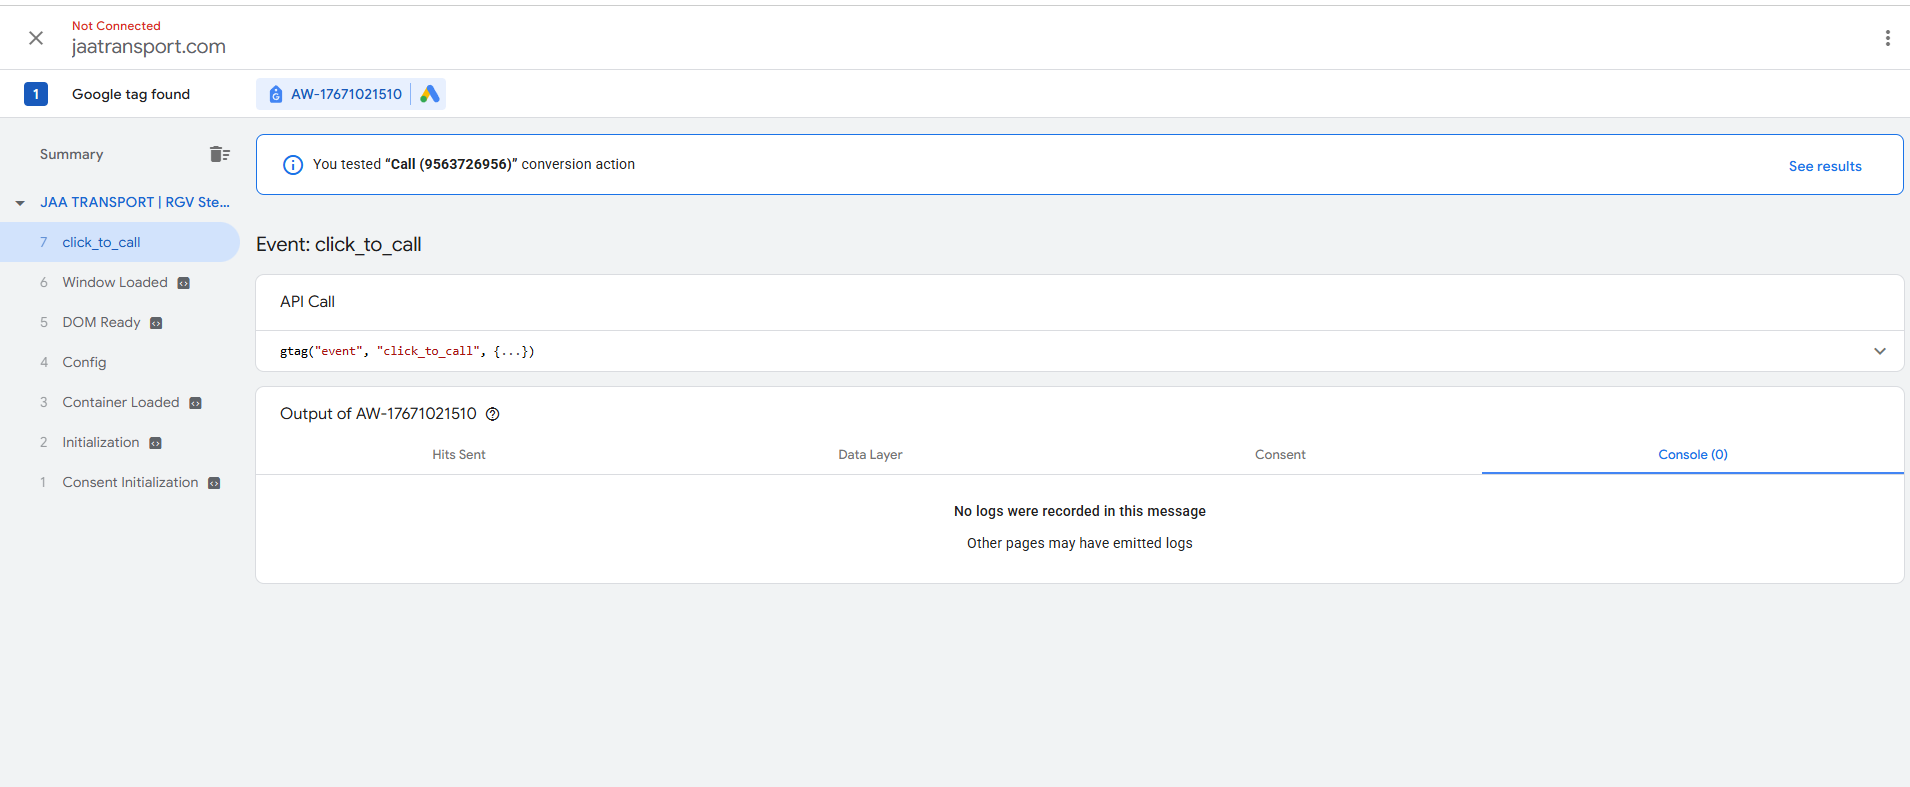 Not Connected
jaatransport.com
1 Google tag found AW-17671021510
Summary
JAA TRANSPORT | RGV Ste...
7 click_to_call
6 Window Loaded
5 DOM Ready
4 Config
3 Container Loaded
2 Initialization
1 Consent Initialization
You tested “Call (9563726956)” conversion action See results
Event: click_to_call
API Call
gtag("event", "click_to_call", {...})
Output of AW-17671021510
Hits Sent Data Layer Consent Console (0)
No logs were recorded in this message
Other pages may have emitted logs